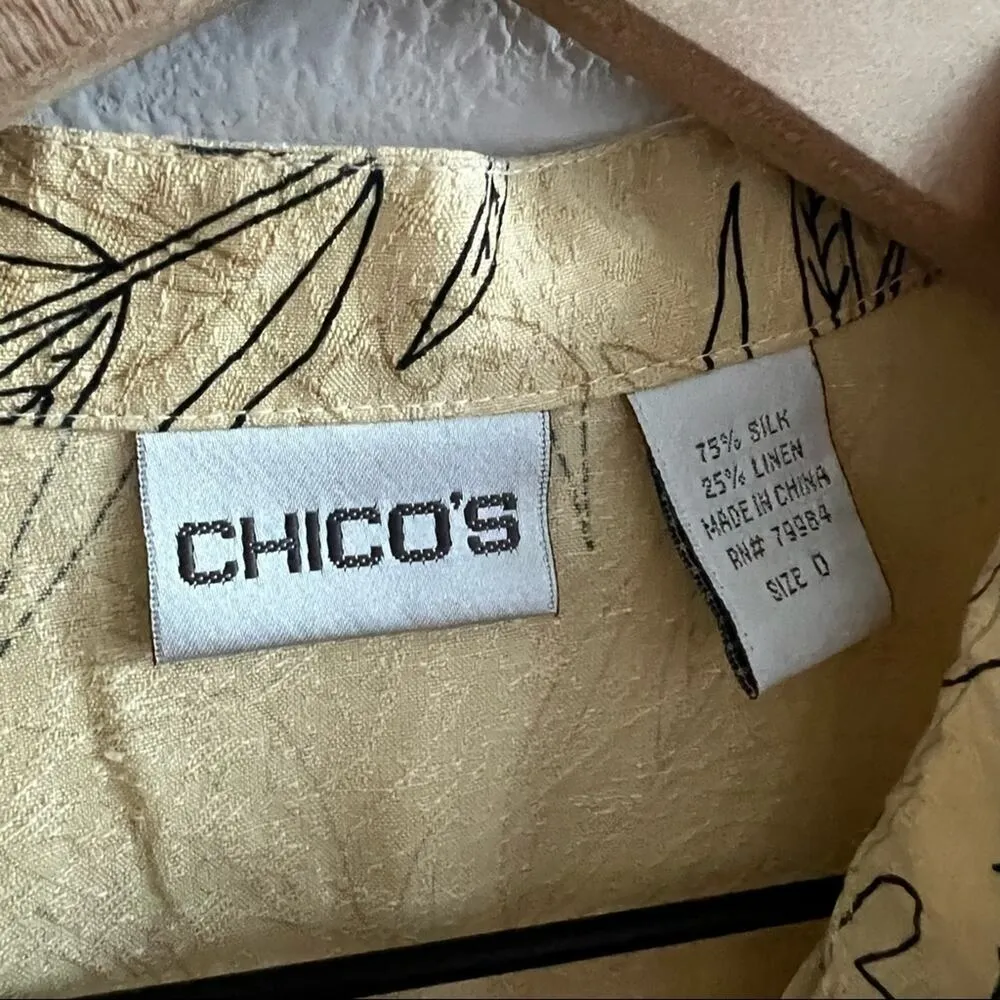 CHICO'S
75% SILK
25% LINEN
MADE IN CHINA
RN# 79984
SIZE 0